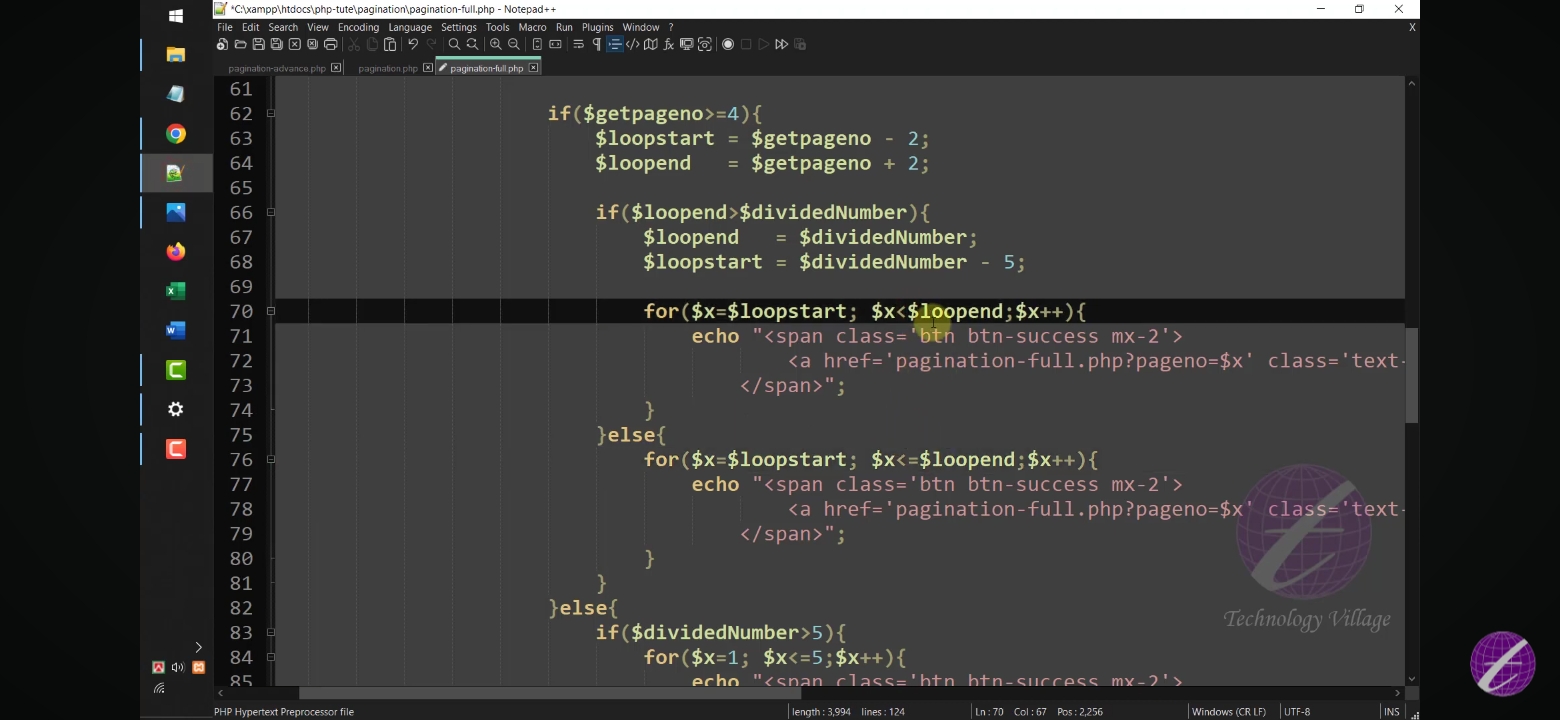 *C:\xampp\htdocs\php-tute\pagination\pagination-full.php - Notepad++
File Edit Search View Encoding Language Settings Tools Macro Run Plugins Window ? X
pagination-advance.php pagination.php pagination-full.php
61
62 if($getpageno>=4){
63 $loopstart = $getpageno - 2;
64 $loopend   = $getpageno + 2;
65
66 if($loopend>$dividedNumber){
67 $loopend   = $dividedNumber;
68 $loopstart = $dividedNumber - 5;
69
70 for($x=$loopstart; $x<$loopend;$x++){
71 echo "<span class='btn btn-success mx-2'>
72 <a href='pagination-full.php?pageno=$x' class='text-
73 </span>";
74 }
75 }else{
76 for($x=$loopstart; $x<=$loopend;$x++){
77 echo "<span class='btn btn-success mx-2'>
78 <a href='pagination-full.php?pageno=$x' class='text-
79 </span>";
80 }
81 }
82 }else{
83 if($dividedNumber>5){
84 for($x=1; $x<=5;$x++){
85 echo "<span class='btn btn-success mx-2'>
Technology Village
PHP Hypertext Preprocessor file length : 3,994 lines : 124 Ln : 70 Col : 67 Pos : 2,256 Windows (CR LF) UTF-8 INS